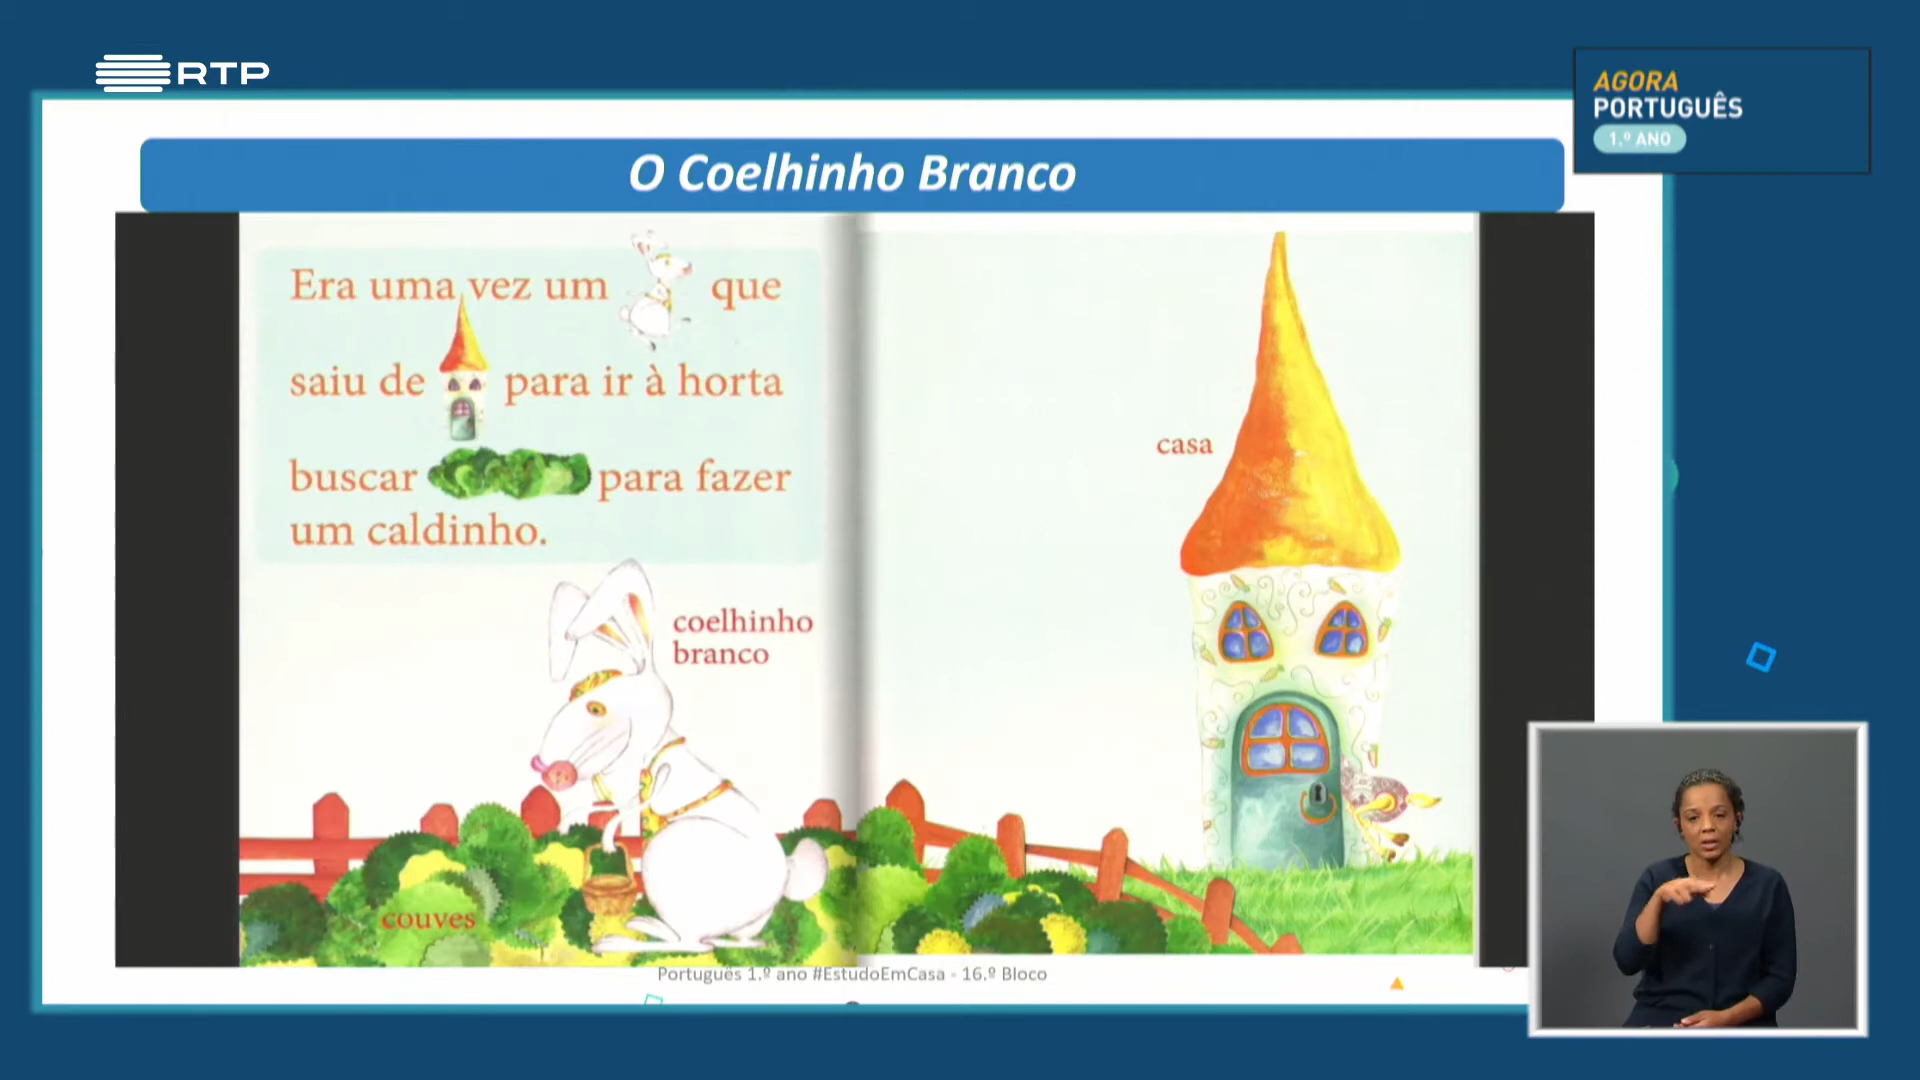 RTP
AGORA
PORTUGUÊS
1.º ANO
O Coelhinho Branco
Era uma vez um que
saiu de para ir à horta
buscar para fazer
um caldinho.
coelhinho
branco
couves
casa
Português 1.º ano #EstudoEmCasa - 16.º Bloco